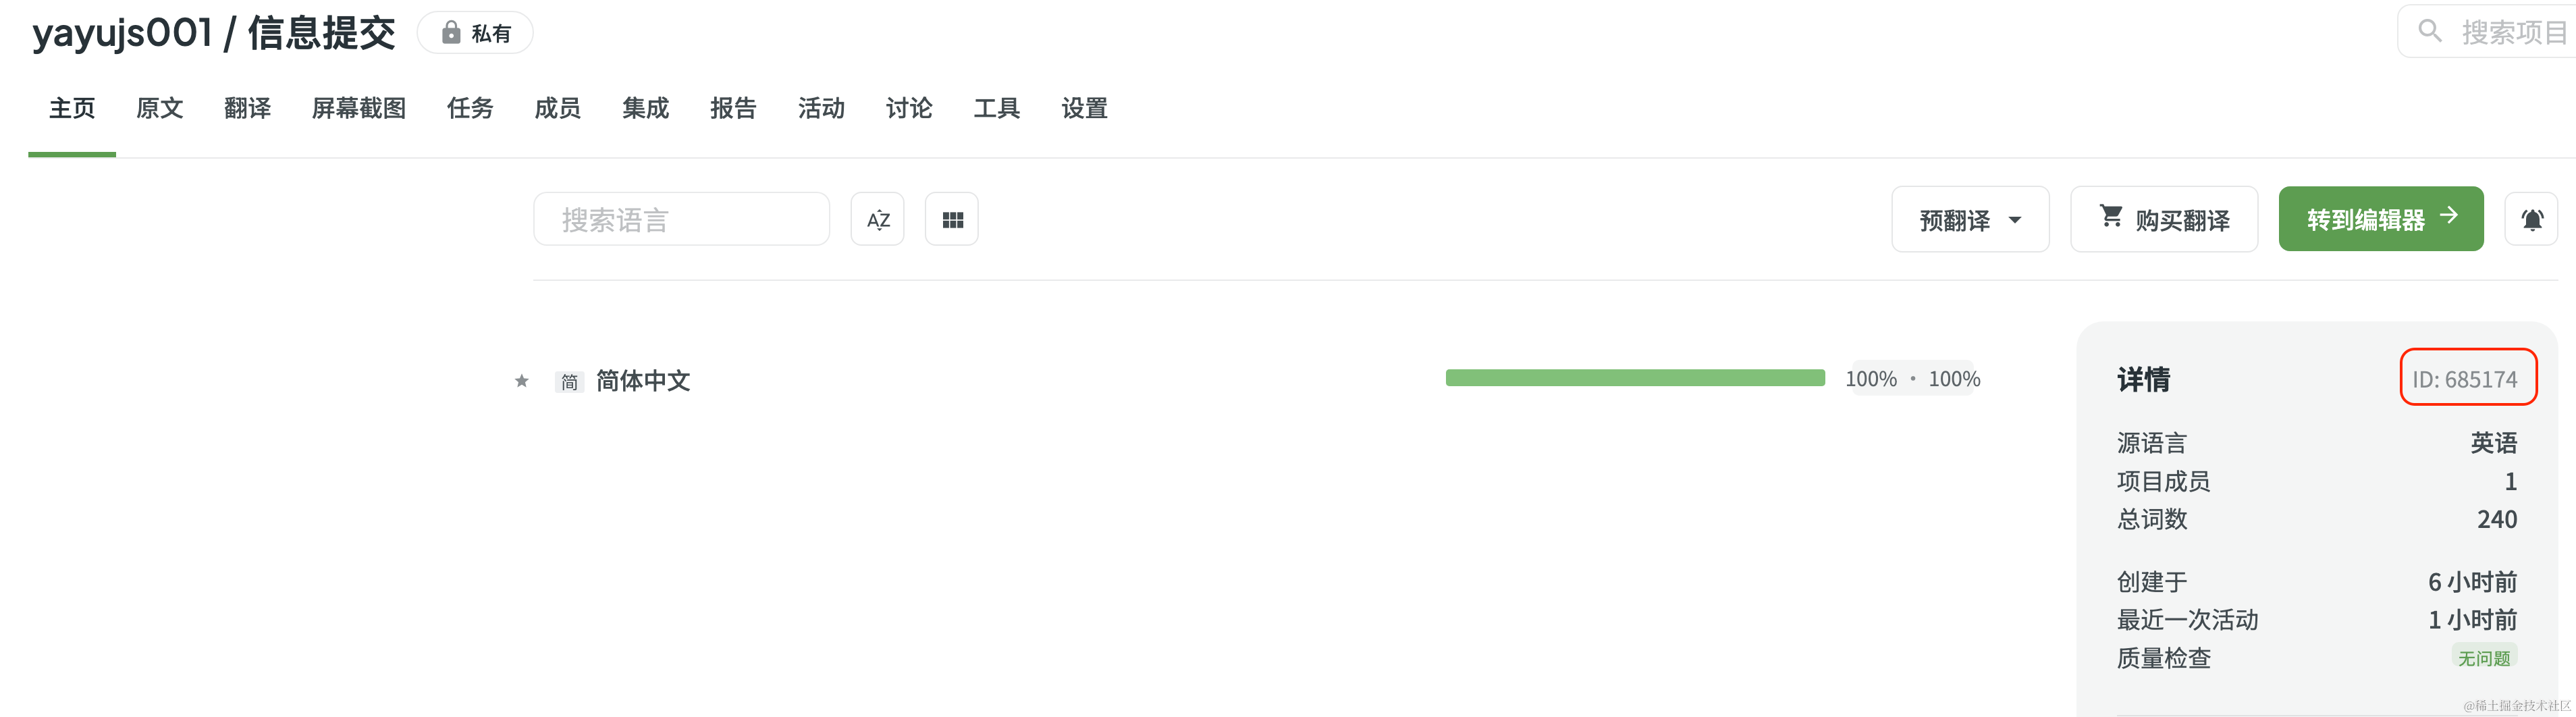 yayujs001 / 信息提交 私有 搜索项目
主页 原文 翻译 屏幕截图 任务 成员 集成 报告 活动 讨论 工具 设置
搜索语言 AZ 预翻译 购买翻译 转到编辑器
简 简体中文 100% • 100%
详情 ID: 685174
源语言 英语
项目成员 1
总词数 240
创建于 6 小时前
最近一次活动 1 小时前
质量检查 无问题
@稀土掘金技术社区